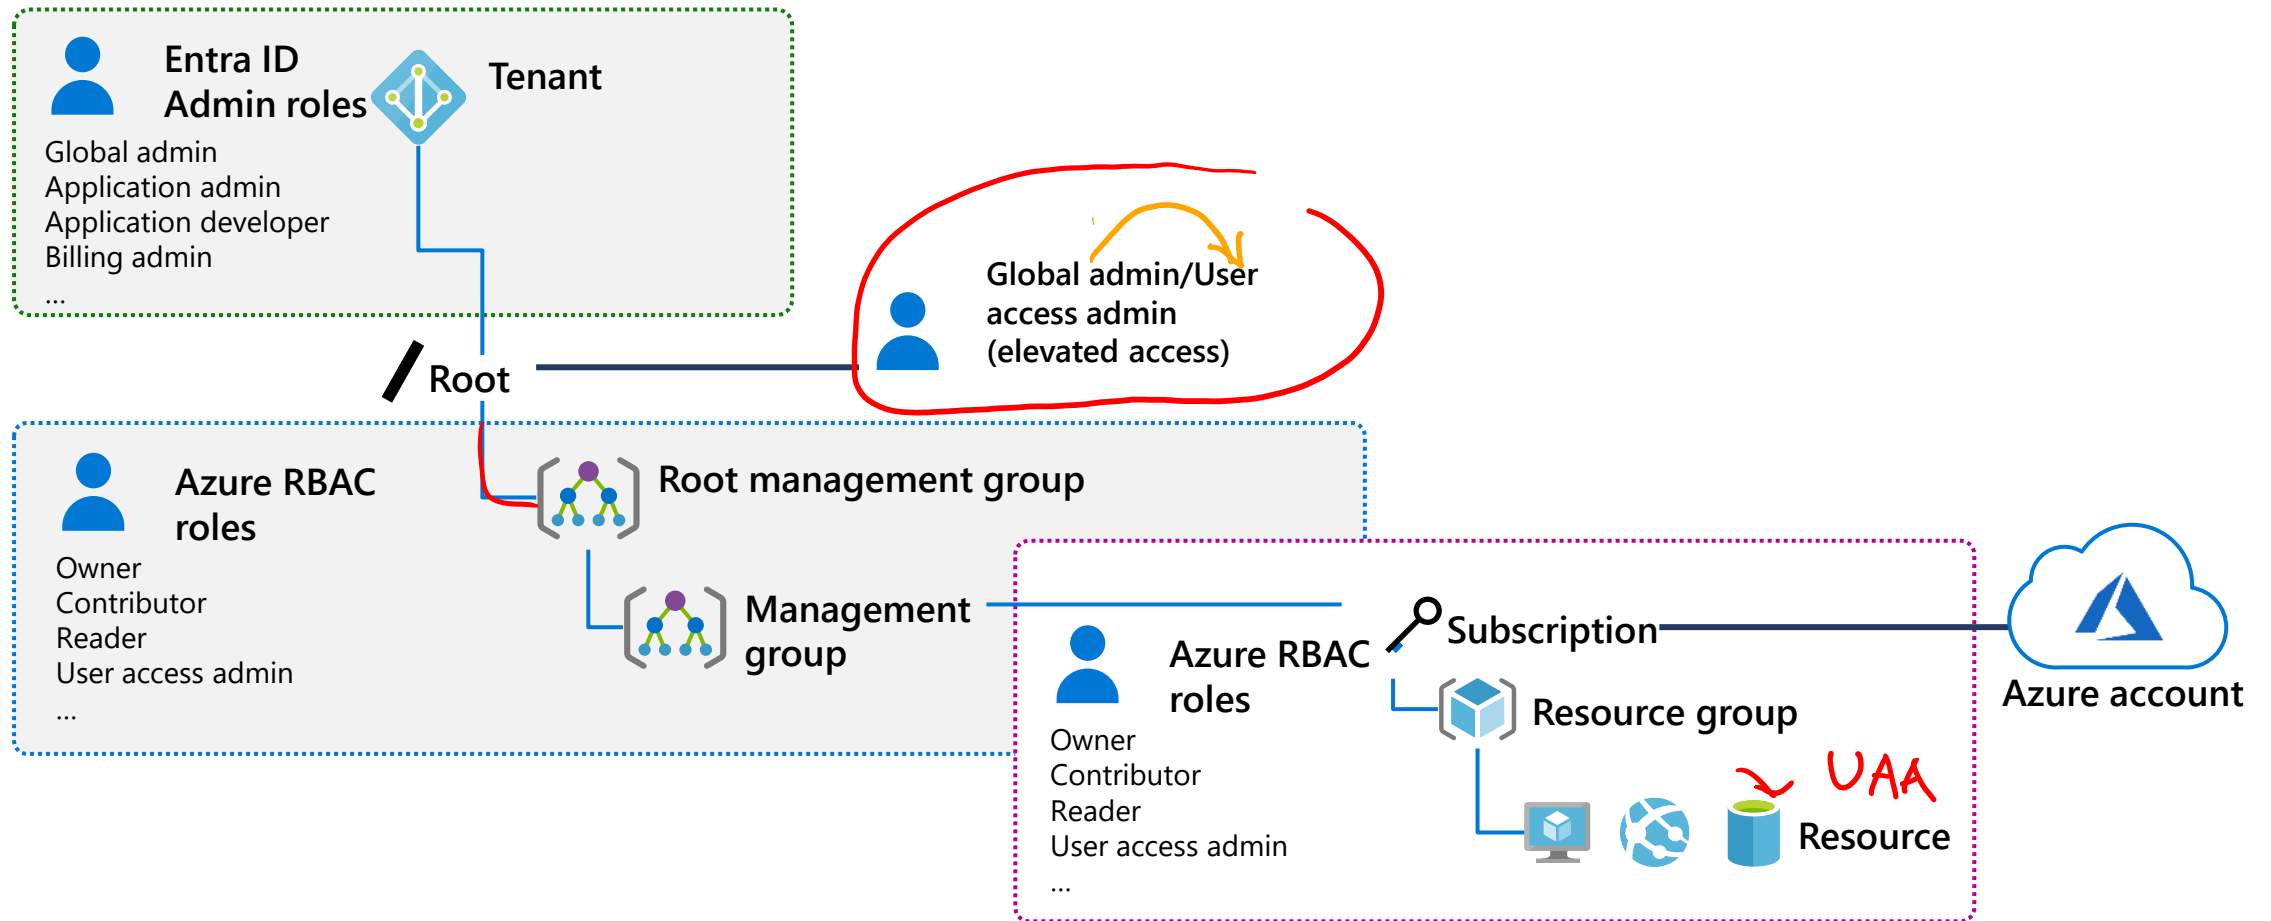 Entra ID
Admin roles
Tenant
Global admin
Application admin
Application developer
Billing admin
...
Global admin/User
access admin
(elevated access)
Root
Azure RBAC
roles
Root management group
Owner
Contributor
Reader
User access admin
...
Management
group
Azure RBAC
roles
Subscription
Azure account
Resource group
Owner
Contributor
Reader
User access admin
...
UAA
Resource